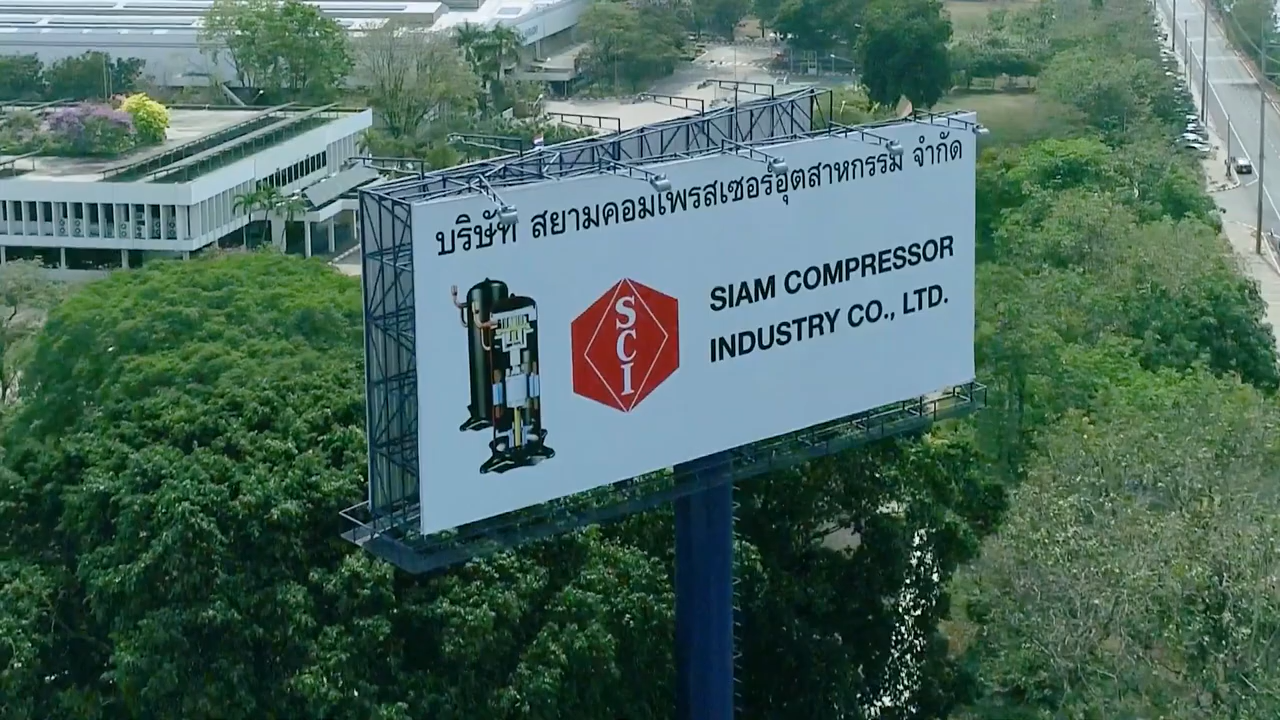 บริษัท สยามคอมเพรสเซอร์อุตสาหกรรม จำกัด
SCI
SIAM COMPRESSOR
INDUSTRY CO., LTD.